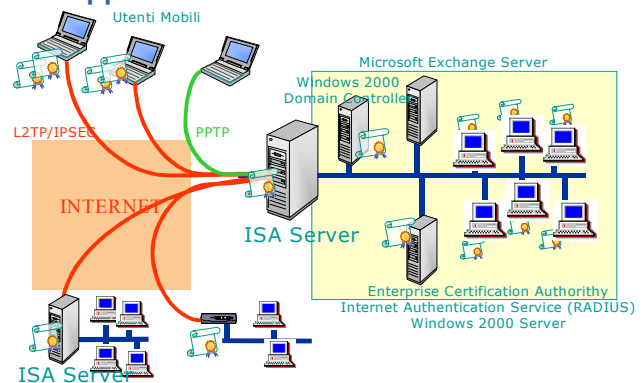 Utenti Mobili
Microsoft Exchange Server
Windows 2000
Domain Controller
L2TP/IPSEC
PPTP
INTERNET
ISA Server
Enterprise Certification Authorithy
Internet Authentication Service (RADIUS)
Windows 2000 Server
ISA Server